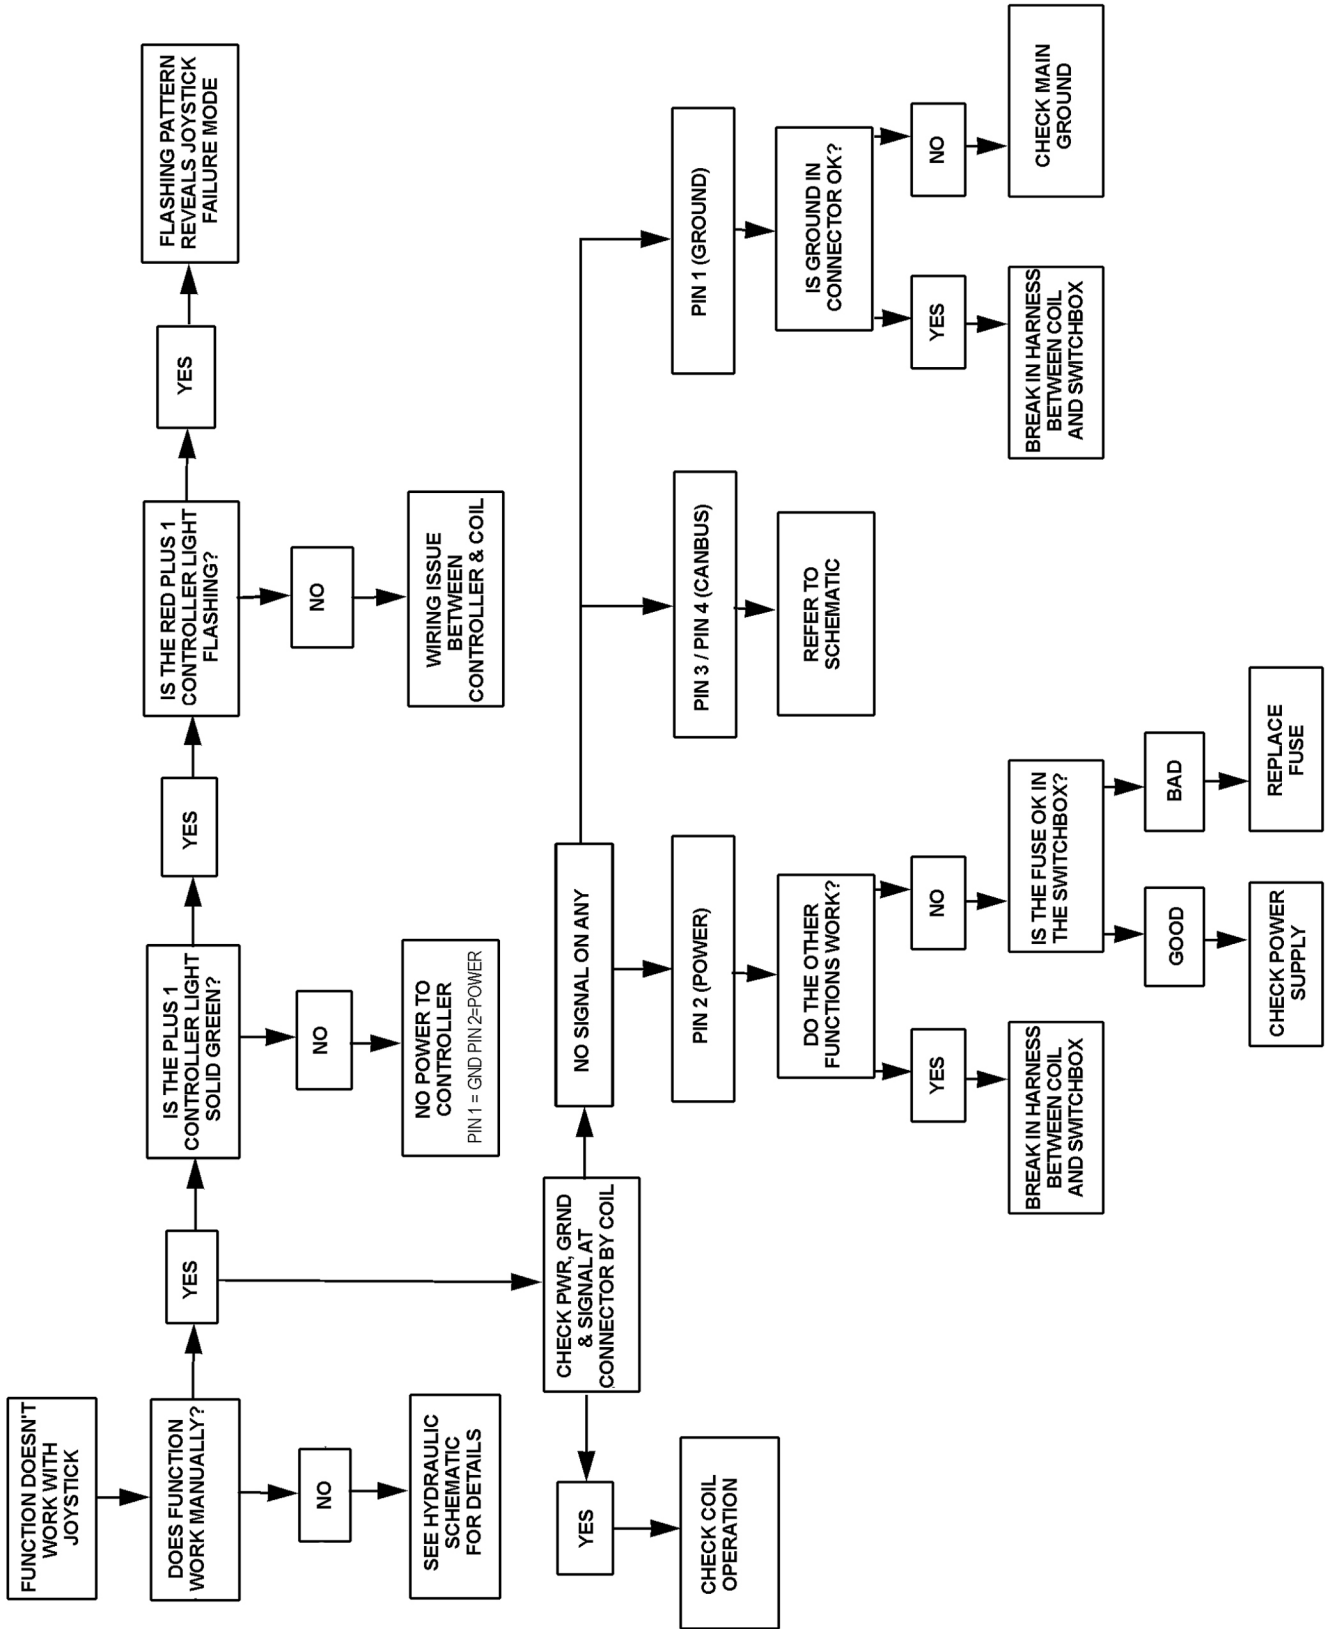 FUNCTION DOESN'T
WORK WITH
JOYSTICK
DOES FUNCTION
WORK MANUALLY?
NO
SEE HYDRAULIC
SCHEMATIC
FOR DETAILS
YES
IS THE PLUS 1
CONTROLLER LIGHT
SOLID GREEN?
NO
NO POWER TO
CONTROLLER
PIN 1 = GND PIN 2=POWER
YES
IS THE RED PLUS 1
CONTROLLER LIGHT
FLASHING?
NO
WIRING ISSUE
BETWEEN
CONTROLLER & COIL
YES
FLASHING PATTERN
REVEALS JOYSTICK
FAILURE MODE
CHECK PWR, GRND
& SIGNAL AT
CONNECTOR BY COIL
YES
CHECK COIL
OPERATION
NO SIGNAL ON ANY
PIN 2 (POWER)
DO THE OTHER
FUNCTIONS WORK?
YES
BREAK IN HARNESS
BETWEEN COIL
AND SWITCHBOX
NO
IS THE FUSE OK IN
THE SWITCHBOX?
GOOD
CHECK POWER
SUPPLY
BAD
REPLACE
FUSE
PIN 3 / PIN 4 (CANBUS)
REFER TO
SCHEMATIC
PIN 1 (GROUND)
IS GROUND IN
CONNECTOR OK?
YES
BREAK IN HARNESS
BETWEEN COIL
AND SWITCHBOX
NO
CHECK MAIN
GROUND